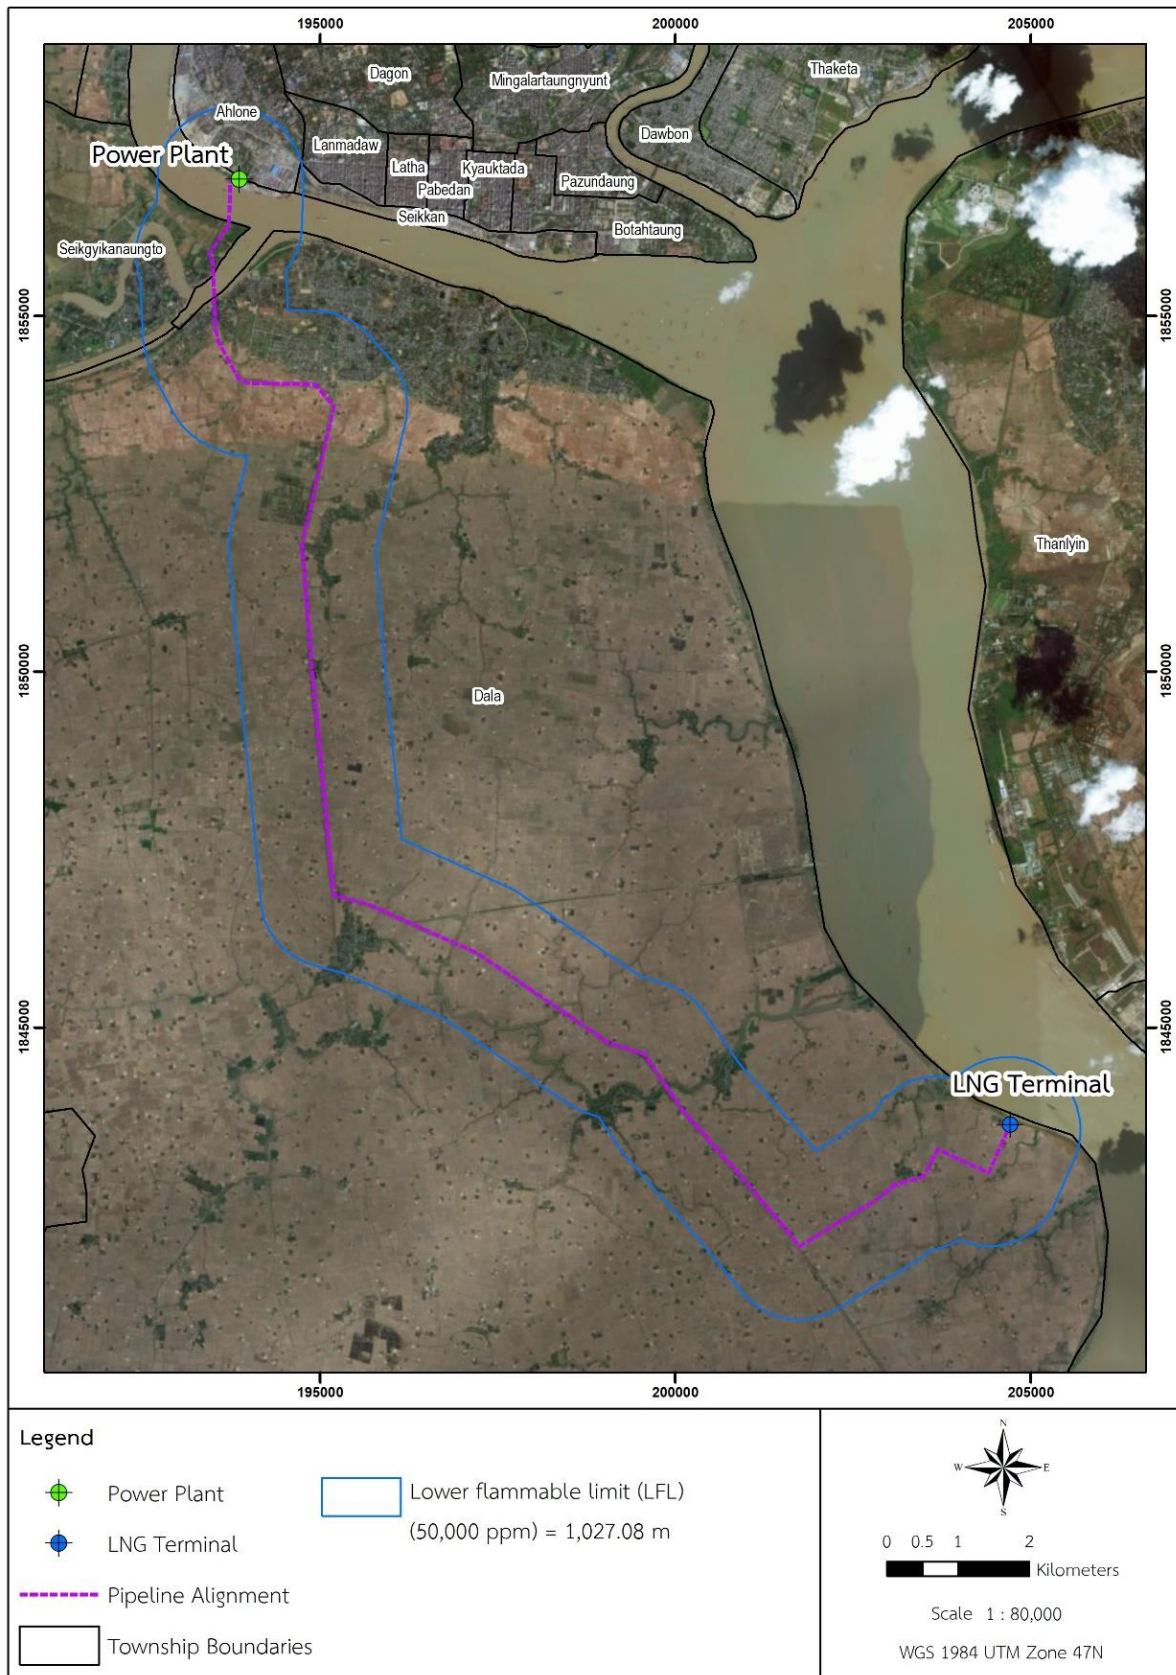 195000
200000
205000
Dagon
Mingalartaungnyunt
Thaketa
Ahlone
Lanmadaw
Dawbon
Power Plant
Latha
Kyauktada
Pabedan
Pazundaung
Seikkan
Botahtaung
Seikgyikanaungto
1855000
1855000
Thanlyin
1850000
1850000
Dala
1845000
1845000
LNG Terminal
195000
200000
205000
Legend
Power Plant
LNG Terminal
Pipeline Alignment
Township Boundaries
Lower flammable limit (LFL)
(50,000 ppm) = 1,027.08 m
N
W
E
S
0 0.5 1 2
Kilometers
Scale 1 : 80,000
WGS 1984 UTM Zone 47N